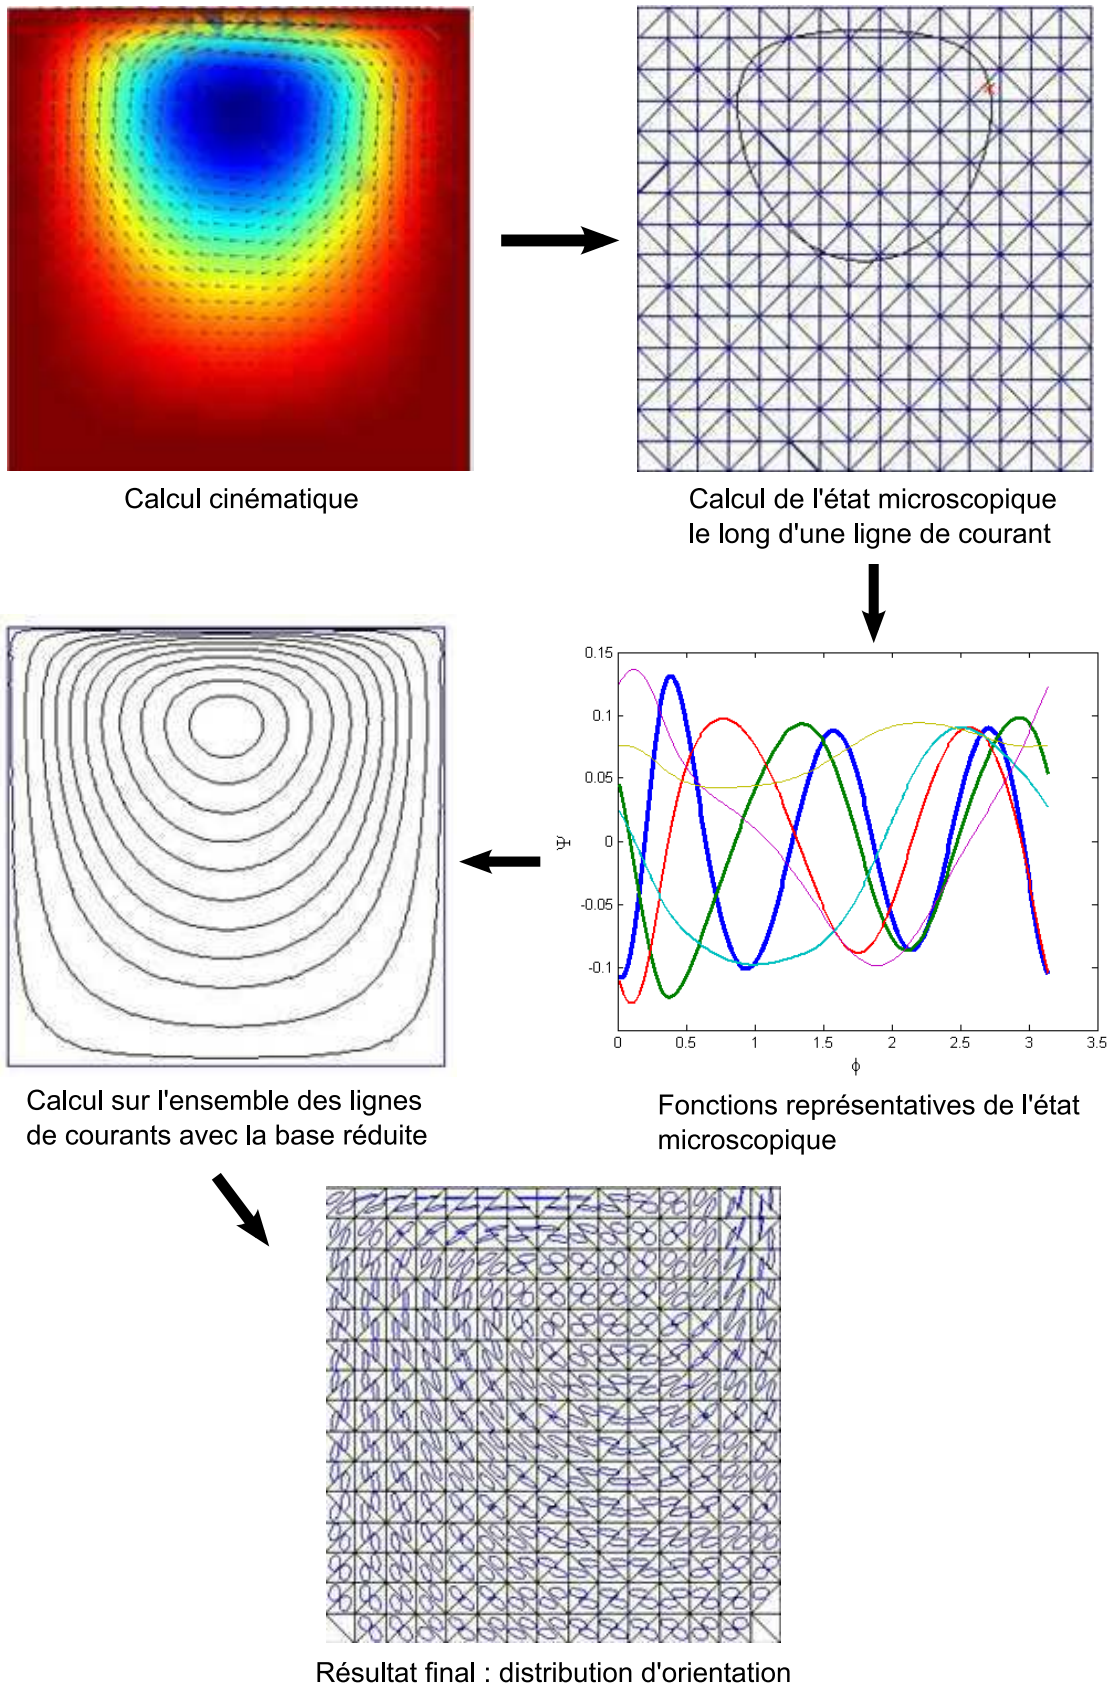 Calcul cinématique
Calcul de l'état microscopique
le long d'une ligne de courant
0.15
0.1
0.05
0
-0.05
-0.1
Ψ
0 0.5 1 1.5 2 2.5 3 3.5
ϕ
Calcul sur l'ensemble des lignes
de courants avec la base réduite
Fonctions représentatives de l'état
microscopique
Résultat final : distribution d'orientation